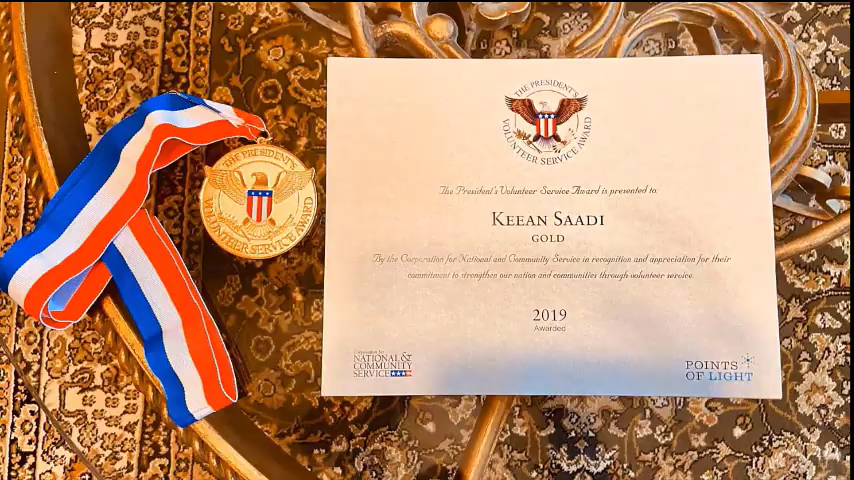 THE PRESIDENT'S
VOLUNTEER SERVICE AWARD
THE PRESIDENT'S
VOLUNTEER SERVICE AWARD
The President's Volunteer Service Award is presented to:
KEEAN SAADI
GOLD
By the Corporation for National and Community Service in recognition and appreciation for their
commitment to strengthen our nation and communities through volunteer service.
2019
Awarded
Corporation for
NATIONAL &
COMMUNITY
SERVICE
POINTS
OF LIGHT